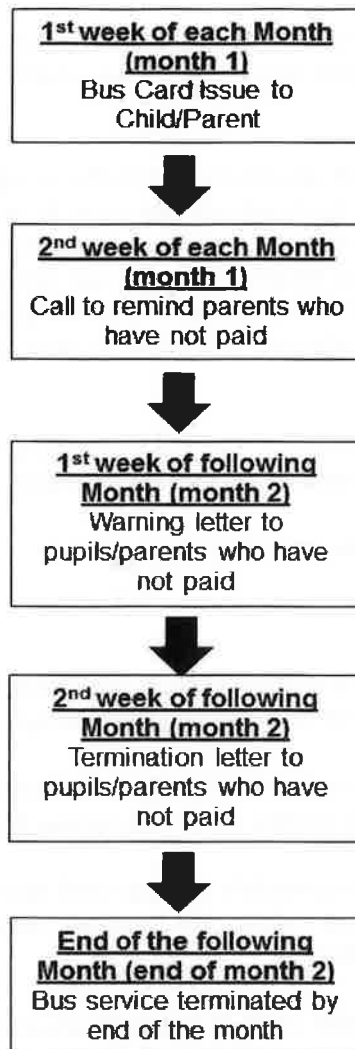 1st week of each Month
(month 1)
Bus Card Issue to
Child/Parent
2nd week of each Month
(month 1)
Call to remind parents who
have not paid
1st week of following
Month (month 2)
Warning letter to
pupils/parents who have
not paid
2nd week of following
Month (month 2)
Termination letter to
pupils/parents who have
not paid
End of the following
Month (end of month 2)
Bus service terminated by
end of the month